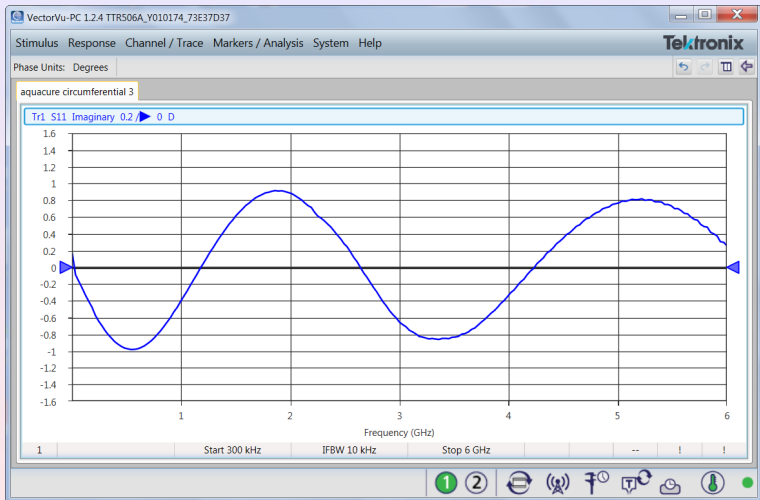 VectorVu-PC 1.2.4 TTR506A_Y010174_73E37D37
Stimulus Response Channel / Trace Markers / Analysis System Help
Tektronix
Phase Units: Degrees
aquacure circumferential 3
Tr1 S11 Imaginary 0.2 / 0 D
1.6
1.4
1.2
1
0.8
0.6
0.4
0.2
0
-0.2
-0.4
-0.6
-0.8
-1
-1.2
-1.4
-1.6
1 2 3 4 5 6
Frequency (GHz)
1 Start 300 kHz IFBW 10 kHz Stop 6 GHz -- ! !
1 2 T